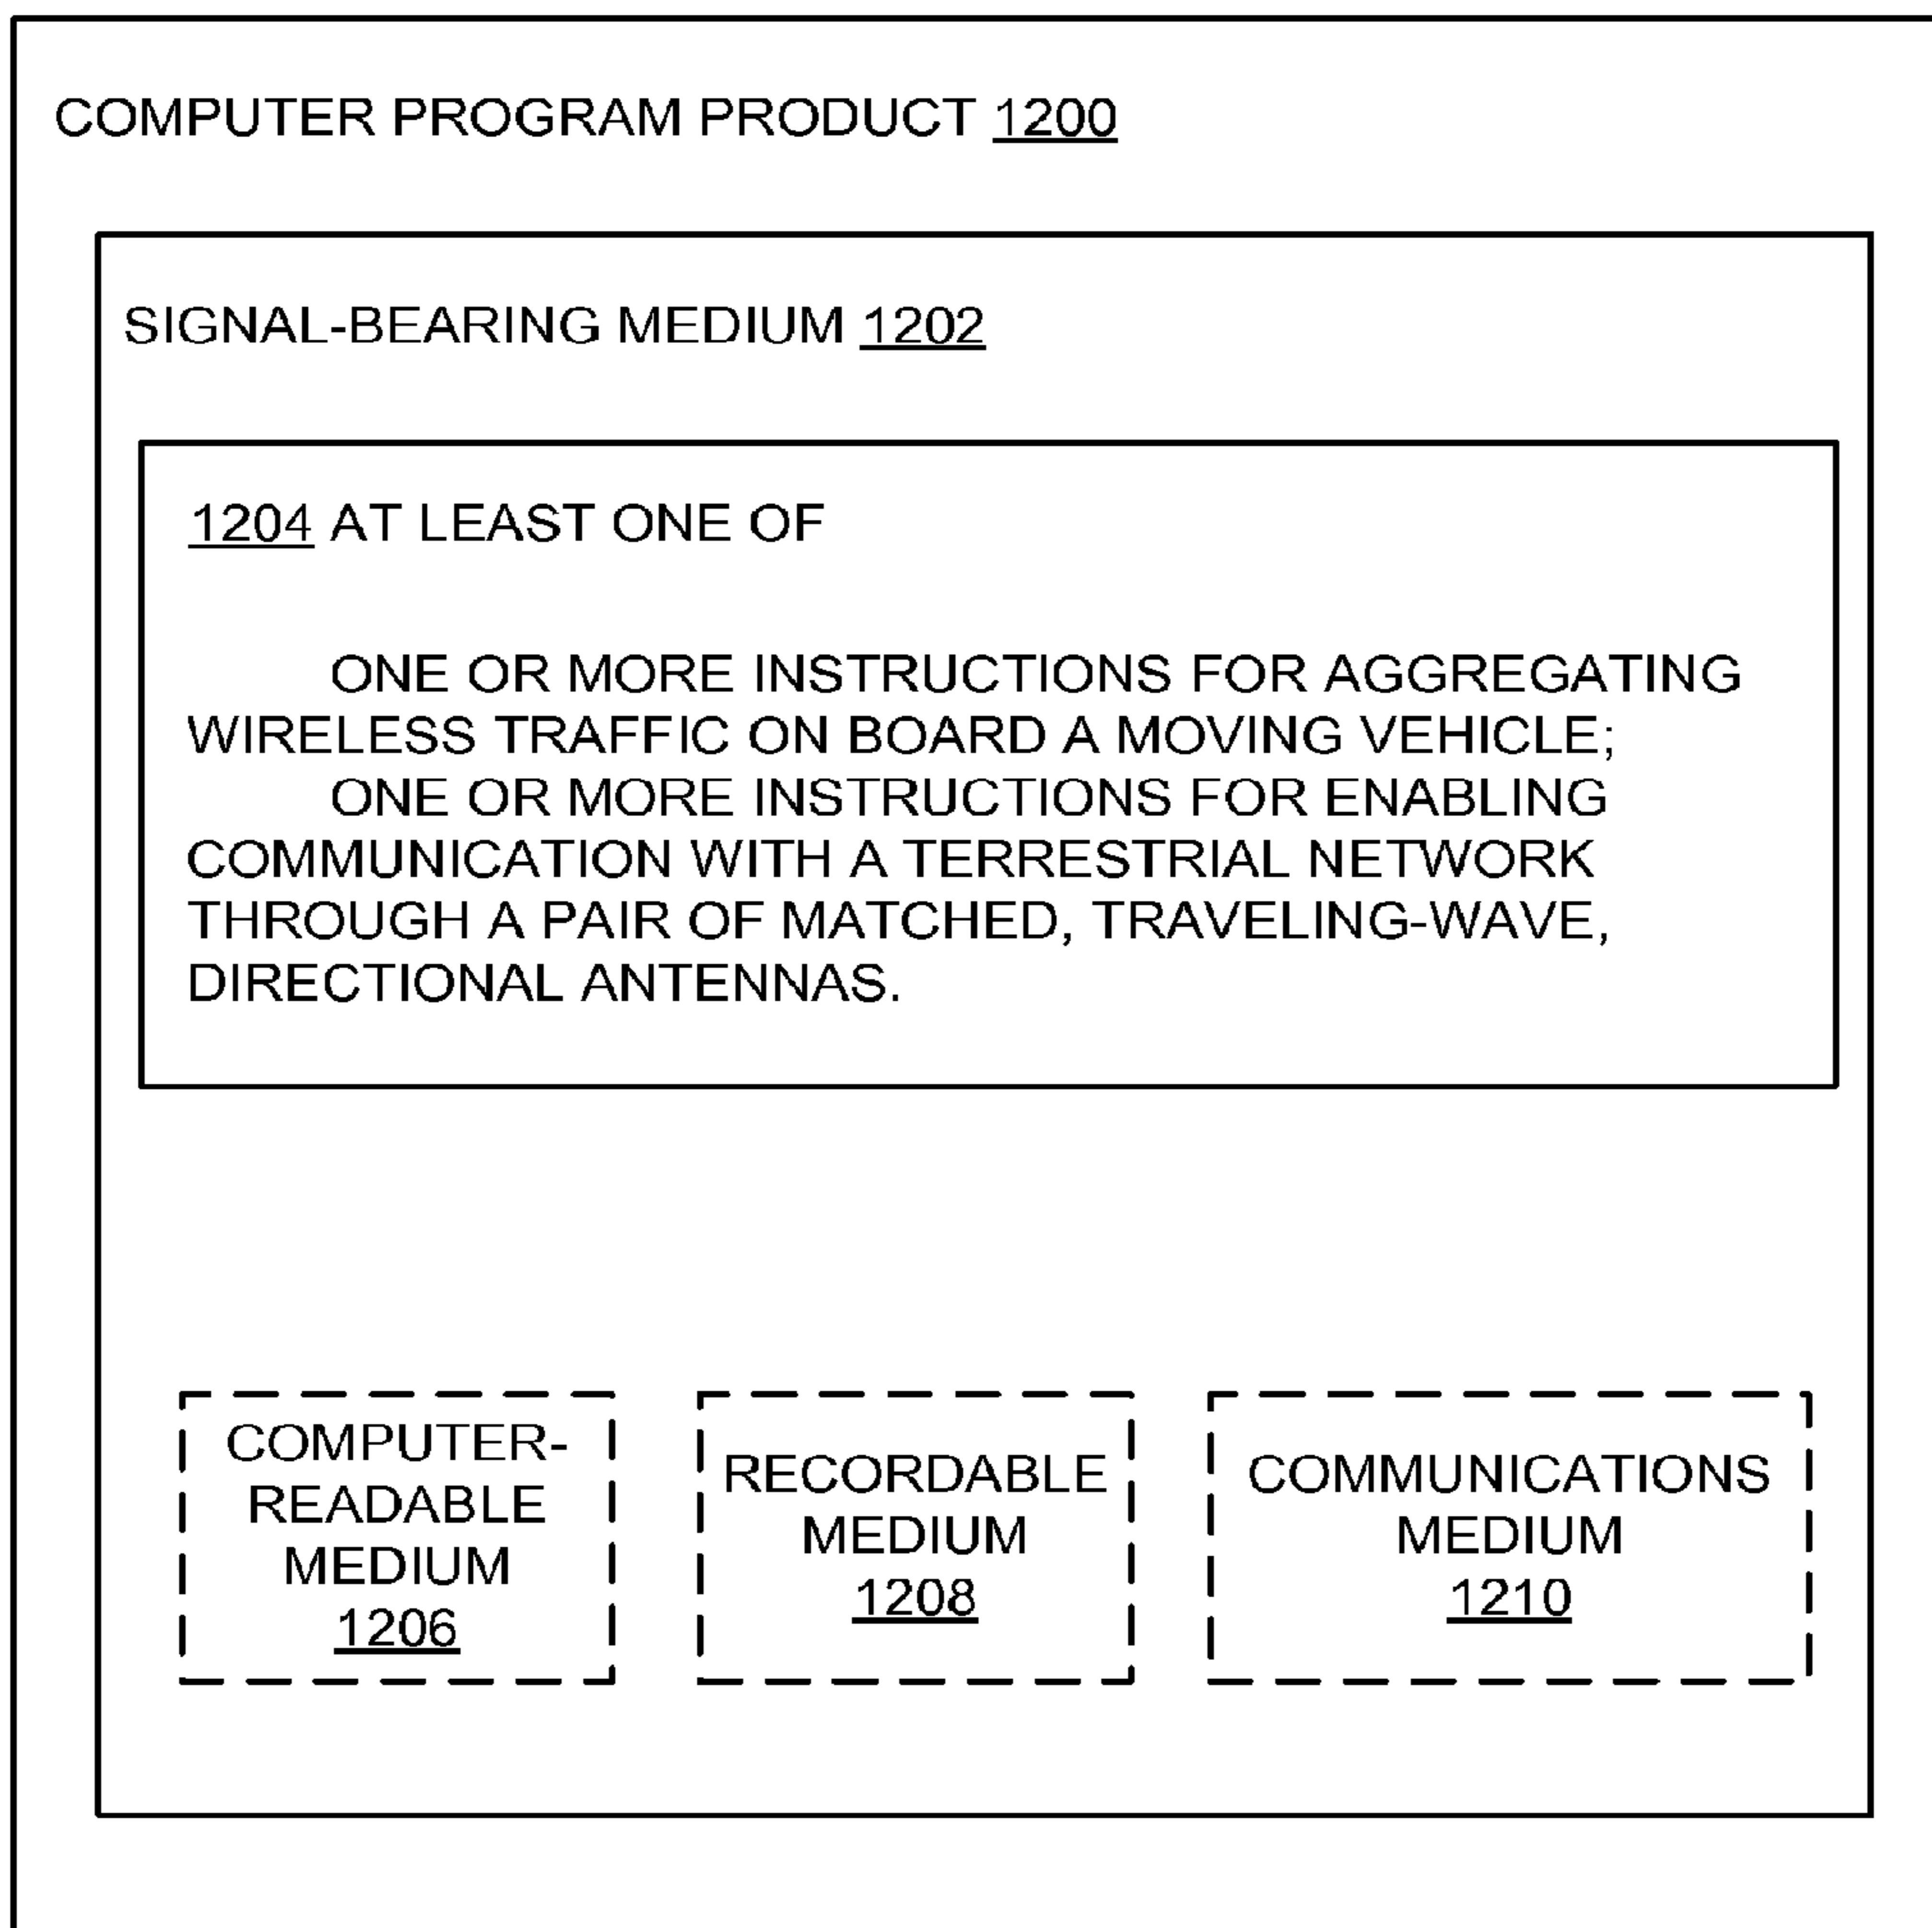 COMPUTER PROGRAM PRODUCT 1200
SIGNAL-BEARING MEDIUM 1202
1204 AT LEAST ONE OF
ONE OR MORE INSTRUCTIONS FOR AGGREGATING
WIRELESS TRAFFIC ON BOARD A MOVING VEHICLE;
ONE OR MORE INSTRUCTIONS FOR ENABLING
COMMUNICATION WITH A TERRESTRIAL NETWORK
THROUGH A PAIR OF MATCHED, TRAVELING-WAVE,
DIRECTIONAL ANTENNAS.
COMPUTER-
READABLE
MEDIUM
1206
RECORDABLE
MEDIUM
1208
COMMUNICATIONS
MEDIUM
1210